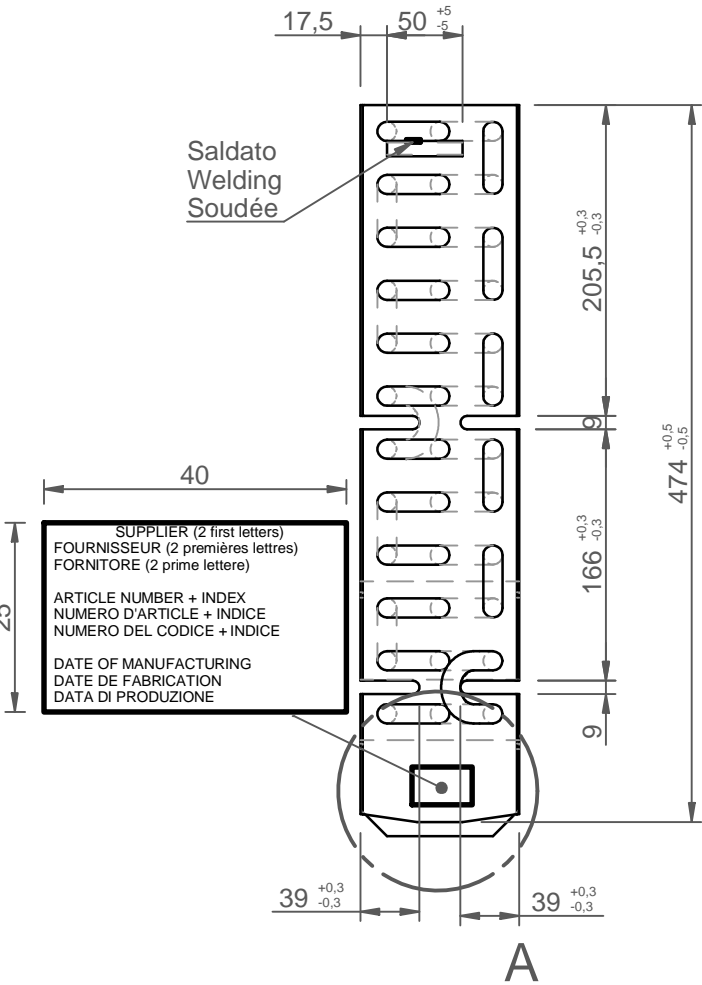 17,5
50 +5 -5
Saldato
Welding
Soudée
205,5 +0,3 -0,3
9
474 +0,5 -0,5
40
25
SUPPLIER (2 first letters)
FOURNISSEUR (2 premières lettres)
FORNITORE (2 prime lettere)
ARTICLE NUMBER + INDEX
NUMERO D'ARTICLE + INDICE
NUMERO DEL CODICE + INDICE
DATE OF MANUFACTURING
DATE DE FABRICATION
DATA DI PRODUZIONE
166 +0,3 -0,3
9
39 +0,3 -0,3
39 +0,3 -0,3
A